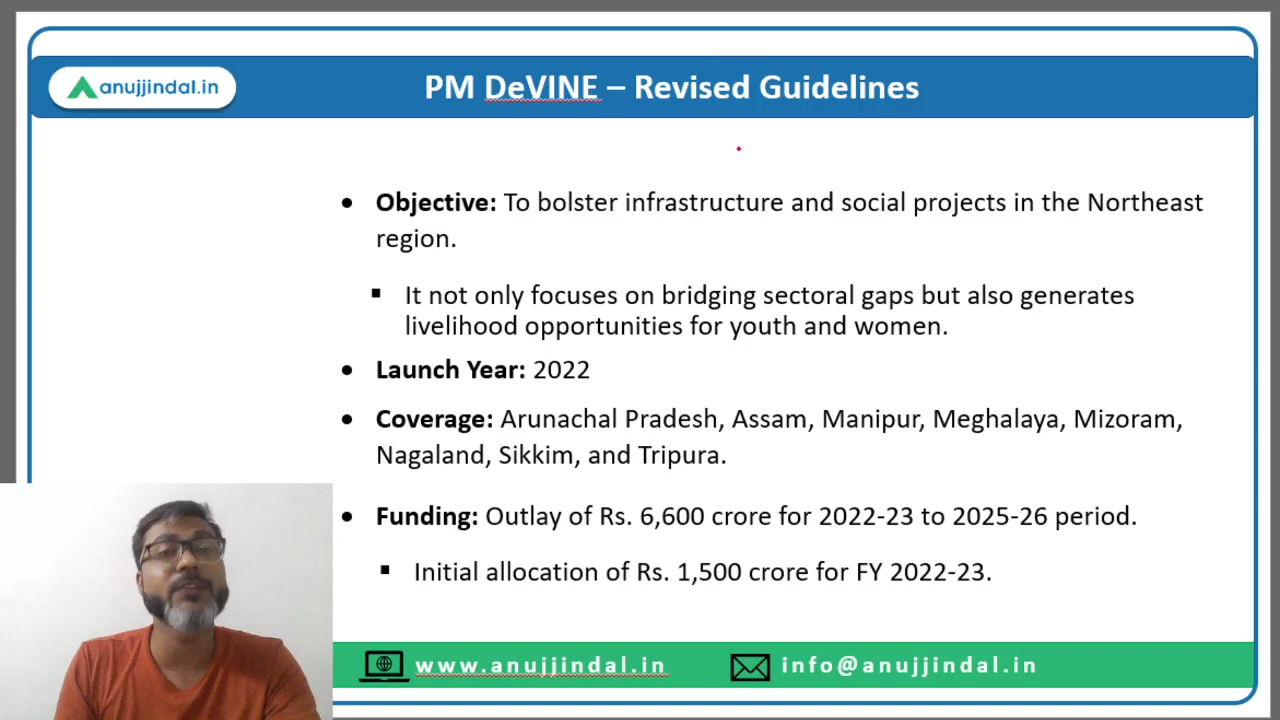 anujjindal.in
PM DeVINE – Revised Guidelines
• Objective: To bolster infrastructure and social projects in the Northeast
region.
▪ It not only focuses on bridging sectoral gaps but also generates
livelihood opportunities for youth and women.
• Launch Year: 2022
• Coverage: Arunachal Pradesh, Assam, Manipur, Meghalaya, Mizoram,
Nagaland, Sikkim, and Tripura.
• Funding: Outlay of Rs. 6,600 crore for 2022-23 to 2025-26 period.
▪ Initial allocation of Rs. 1,500 crore for FY 2022-23.
www.anujjindal.in info@anujjindal.in